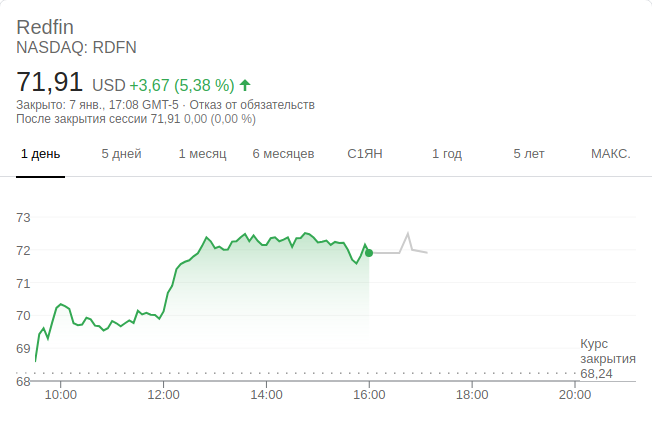 Redfin
NASDAQ: RDFN
71,91 USD +3,67 (5,38 %)
Закрыто: 7 янв., 17:08 GMT-5 · Отказ от обязательств
После закрытия сессии 71,91 0,00 (0,00 %)
1 день 5 дней 1 месяц 6 месяцев С1ЯН 1 год 5 лет МАКС.
73
72
71
70
69
Курс
закрытия
68,24
68
10:00 12:00 14:00 16:00 18:00 20:00